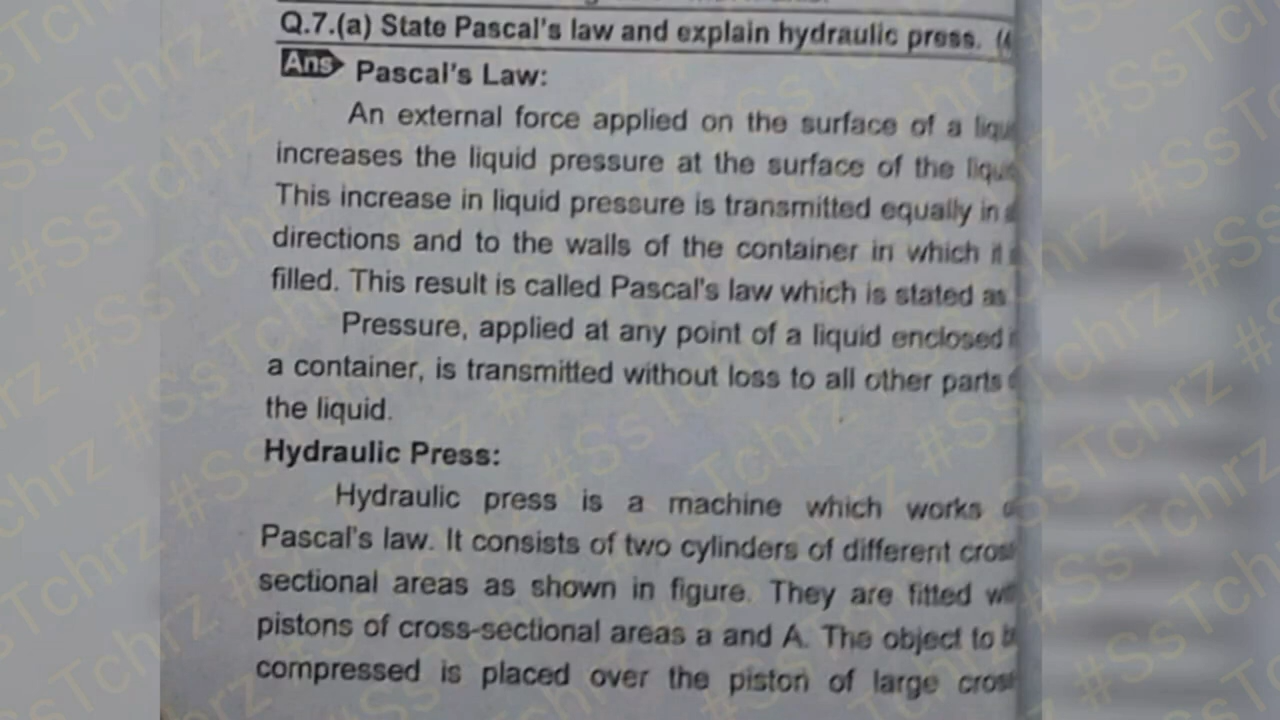 Q.7.(a) State Pascal's law and explain hydraulic press.
Ans Pascal's Law:
An external force applied on the surface of a
increases the liquid pressure at the surface of the
This increase in liquid pressure is transmitted equally in
directions and to the walls of the container in which it
filled. This result is called Pascal's law which is stated as
Pressure, applied at any point of a liquid enclosed
a container, is transmitted without loss to all other parts
the liquid.
Hydraulic Press:
Hydraulic press is a machine which works
Pascal's law. It consists of two cylinders of different
sectional areas as shown in figure. They are fitted
pistons of cross-sectional areas a and A. The object to
compressed is placed over the piston of large
#SsTchrz